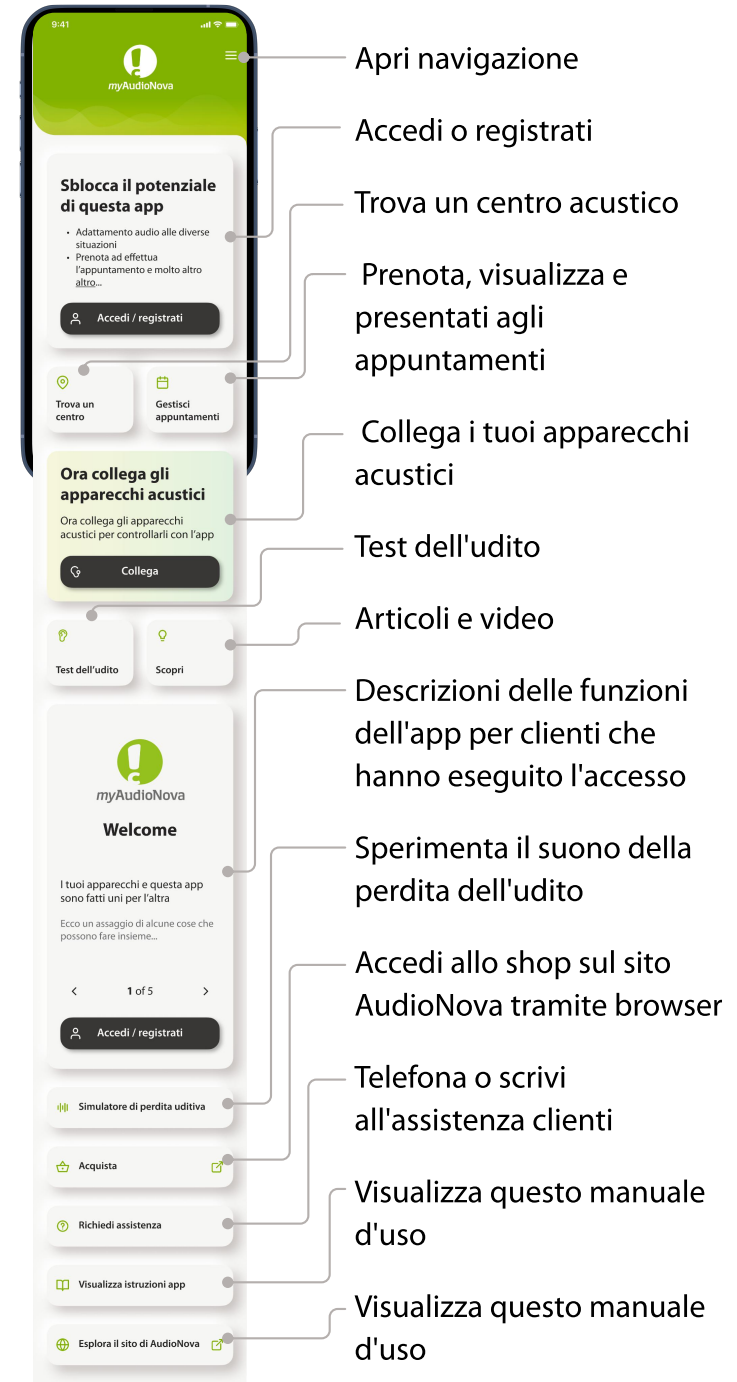 9:41
myAudioNova
Apri navigazione
Accedi o registrati
Sblocca il potenziale
di questa app
• Adattamento audio alle diverse
situazioni
• Prenota ad effettua
l'appuntamento e molto altro
altro...
Accedi / registrati
Trova un centro acustico
Prenota, visualizza e
presentati agli
appuntamenti
Trova un
centro
Gestisci
appuntamenti
Collega i tuoi apparecchi
acustici
Ora collega gli
apparecchi acustici
Ora collega gli apparecchi
acustici per controllarli con l'app
Collega
Test dell'udito
Articoli e video
Test dell'udito
Scopri
Descrizioni delle funzioni
dell'app per clienti che
hanno eseguito l'accesso
myAudioNova
Welcome
I tuoi apparecchi e questa app
sono fatti uni per l'altra
Ecco un assaggio di alcune cose che
possono fare insieme...
1 of 5
Accedi / registrati
Sperimenta il suono della
perdita dell'udito
Accedi allo shop sul sito
AudioNova tramite browser
Telefona o scrivi
all'assistenza clienti
Simulatore di perdita uditiva
Acquista
Richiedi assistenza
Visualizza questo manuale
d'uso
Visualizza istruzioni app
Visualizza questo manuale
d'uso
Esplora il sito di AudioNova